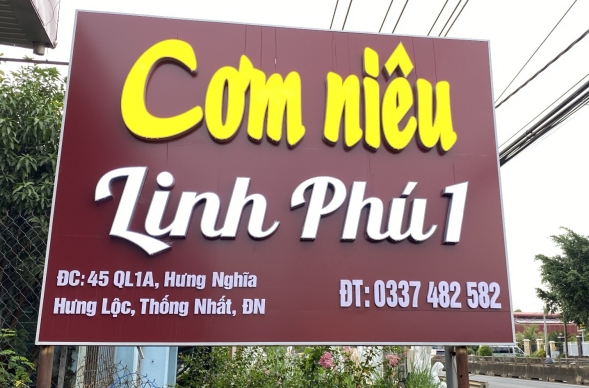 Cơm niêu
Linh Phú 1
ĐC: 45 QL1A, Hưng Nghĩa
Hưng Lộc, Thống Nhất, ĐN
ĐT: 0337 482 582